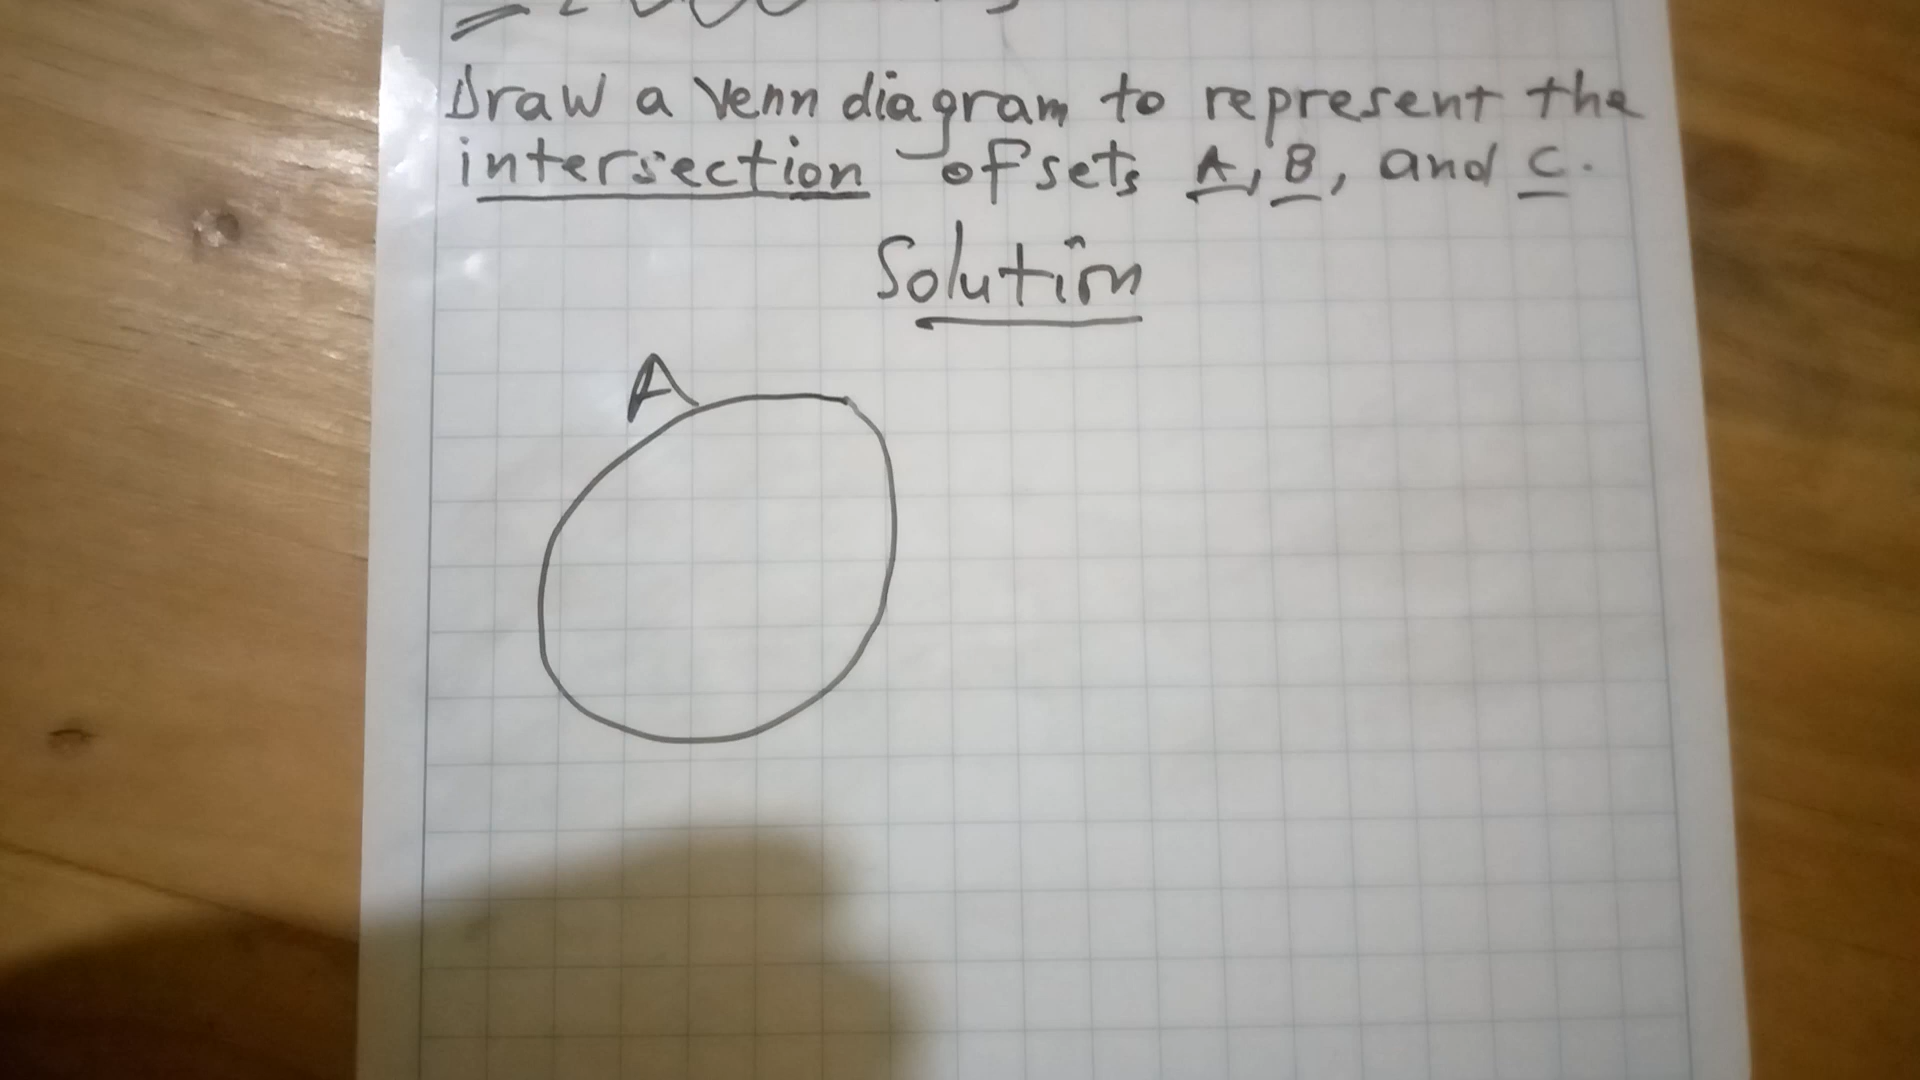 Draw a Venn diagram to represent the
intersection of sets A, B, and C.
Solution
A